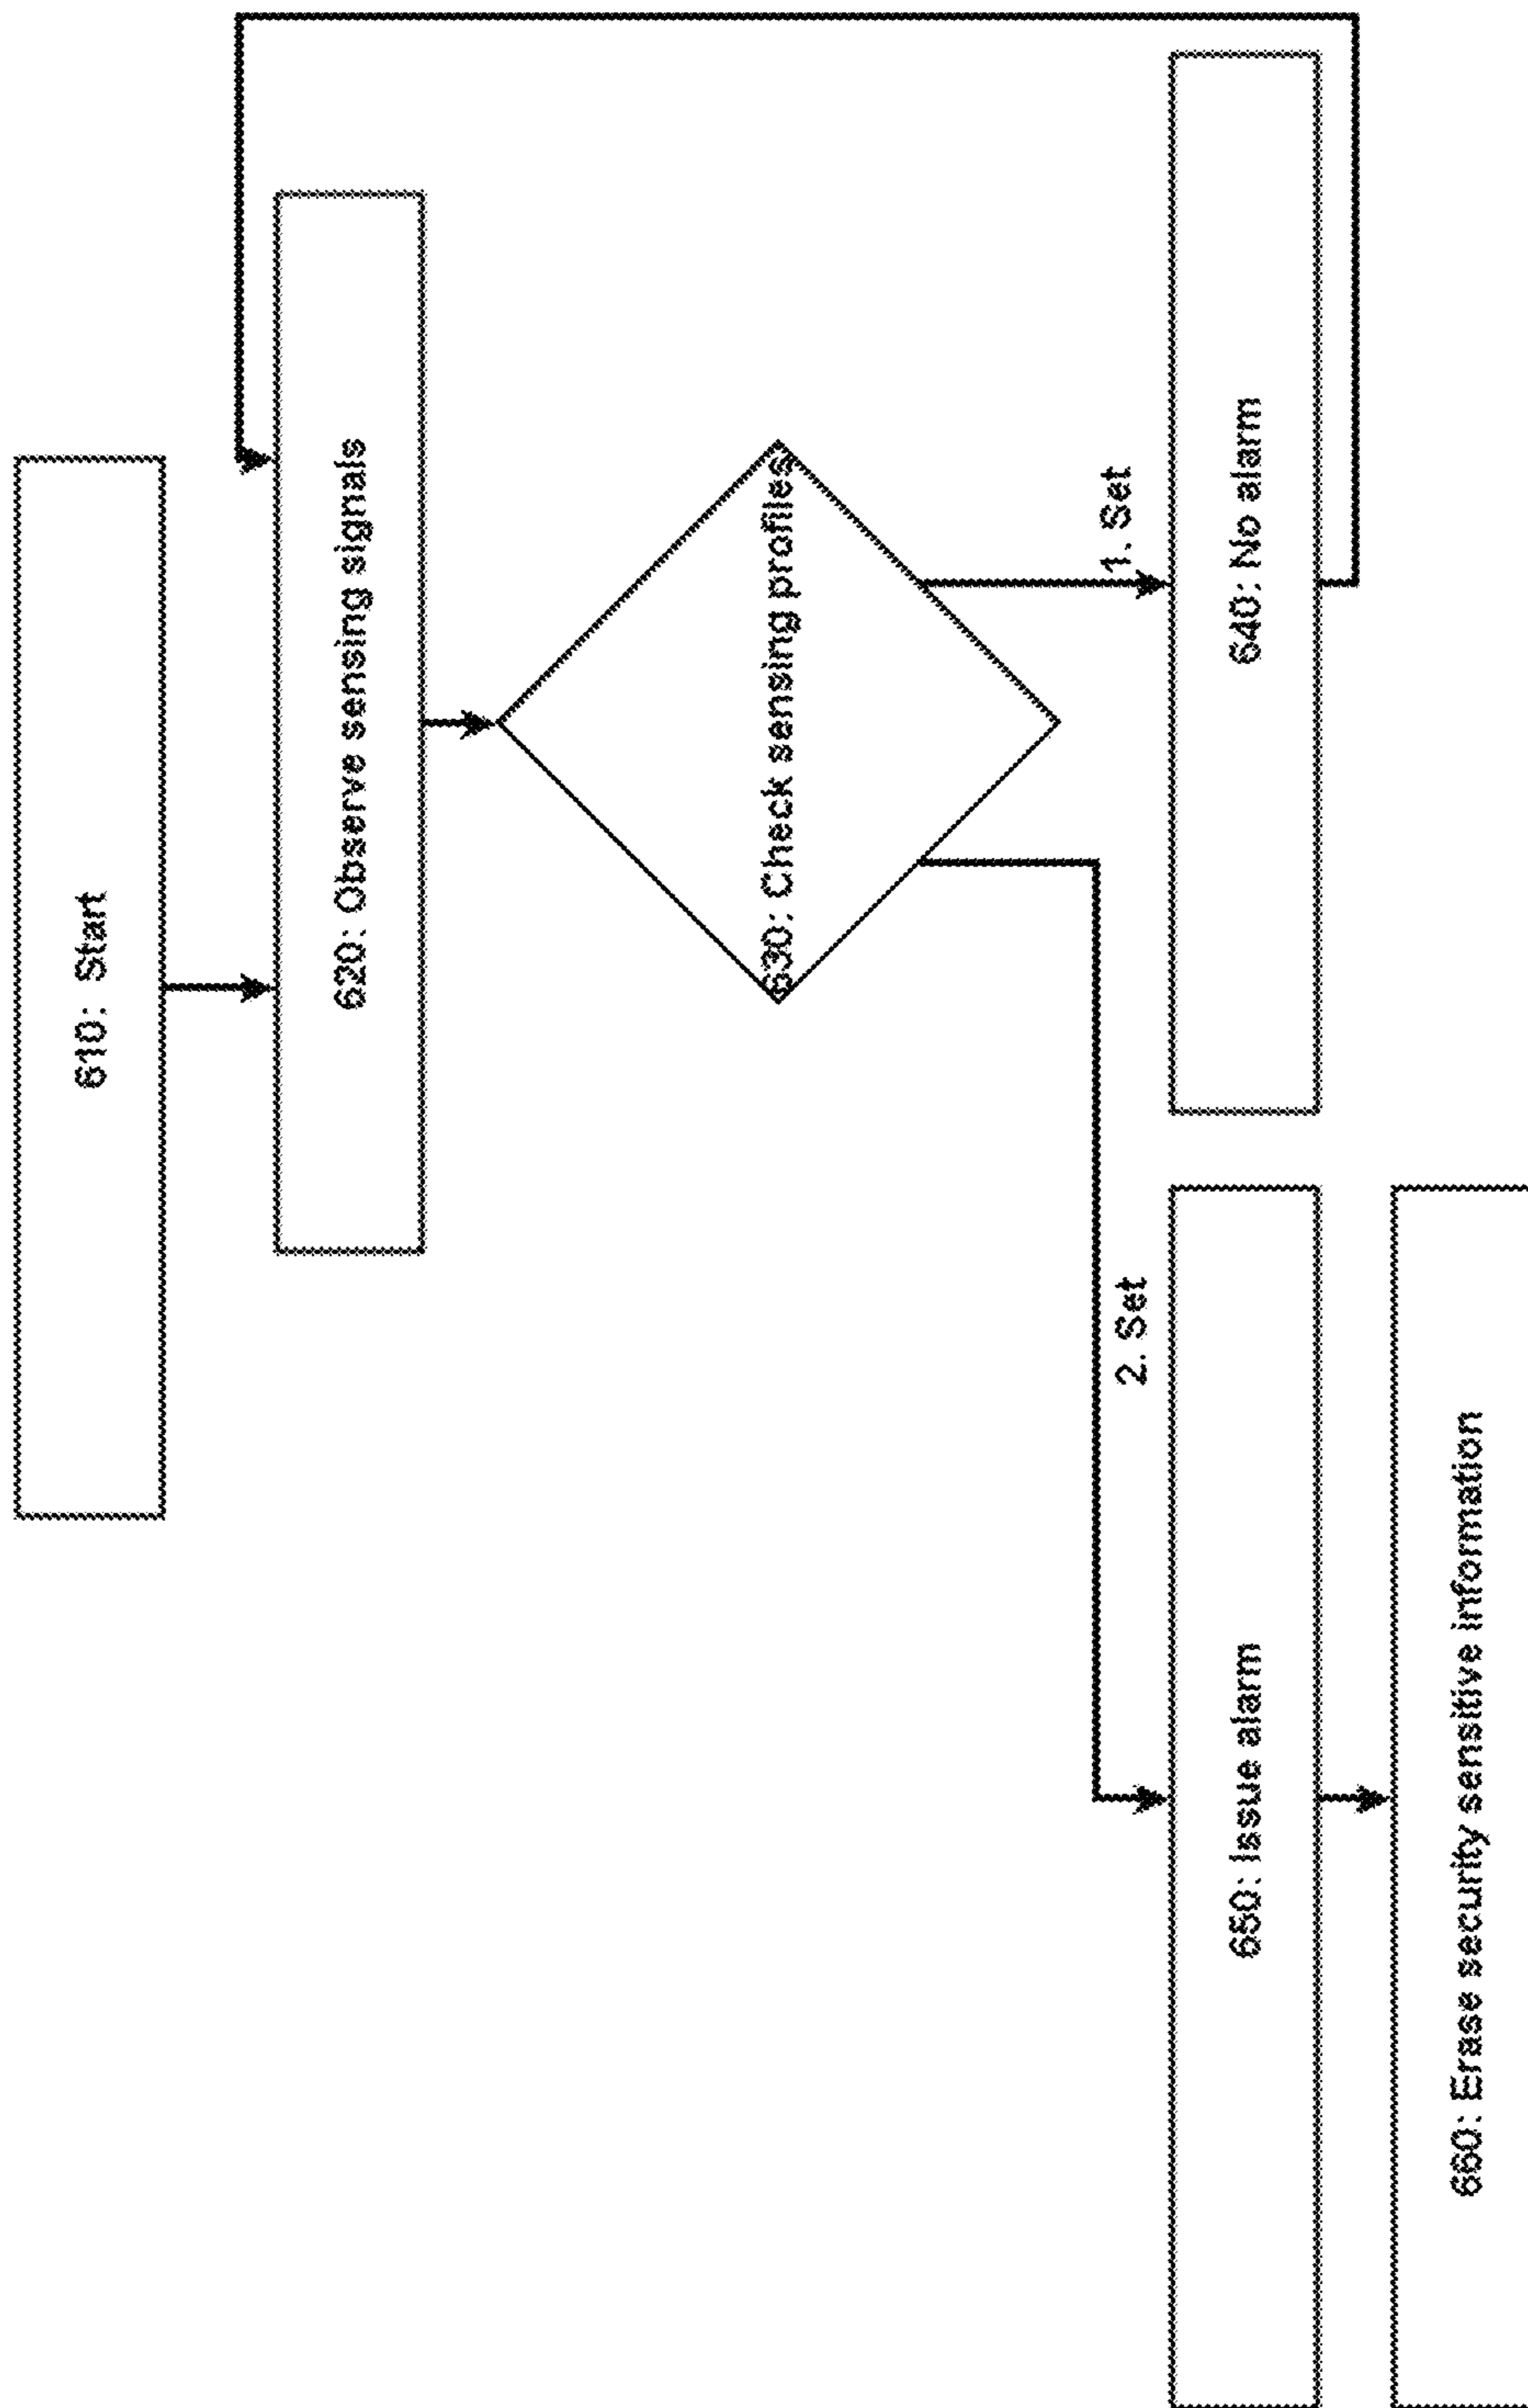 610: Start
620: Observe sensing signals
630: Check sensing profiles
1. Set
2. Set
640: No alarm
650: Issue alarm
660: Erase security sensitive information